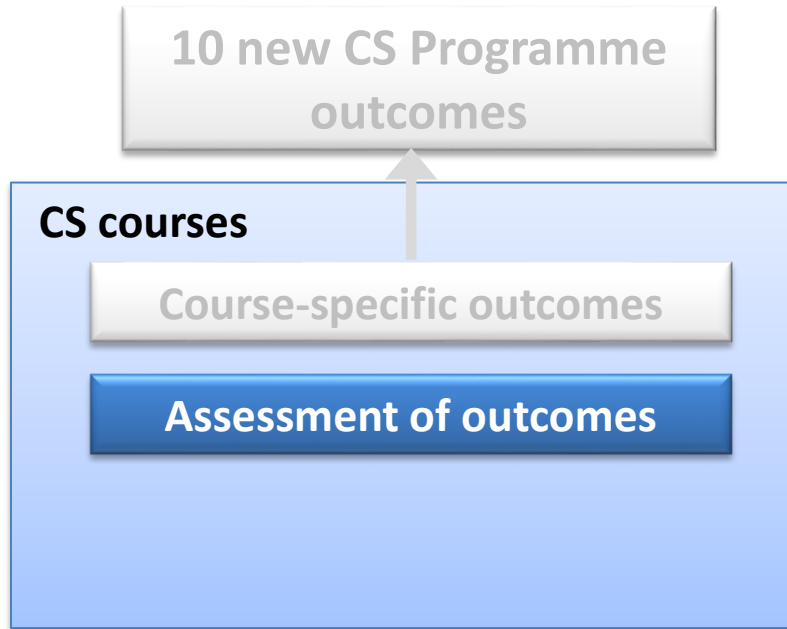 10 new CS Programme
outcomes
CS courses
Course-specific outcomes
Assessment of outcomes